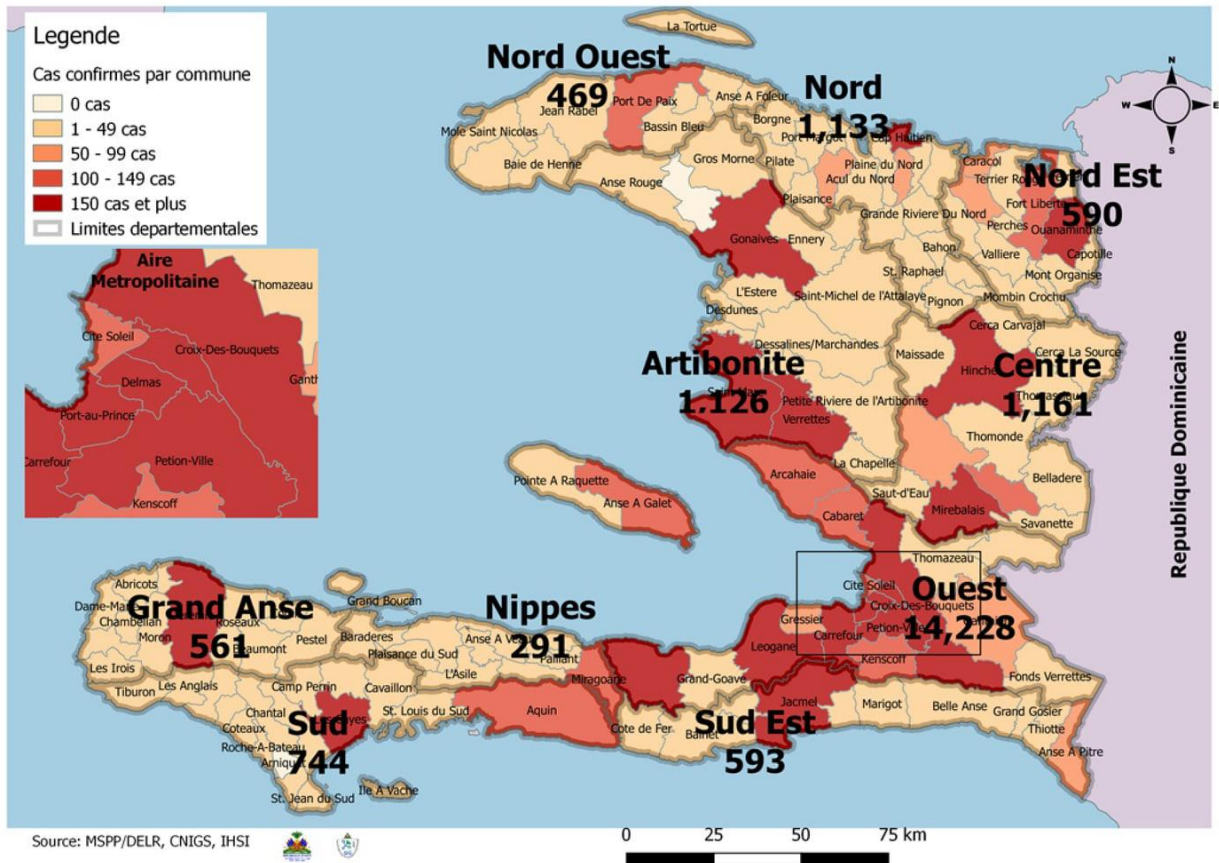 Legende
Cas confirmes par commune
0 cas
1 - 49 cas
50 - 99 cas
100 - 149 cas
150 cas et plus
Limites departementales
Aire
Metropolitaine
Thomazeau
Cite Soleil
Croix-Des-Bouquets
Delmas
Port-au-Prince
Carrefour
Petion-Ville
Kenscoff
N
W
E
S
La Tortue
Nord Ouest
469
Jean Rabel
Port De Paix
Mole Saint Nicolas
Bassin Bleu
Baie de Henne
Anse A Foleur
Nord
1,133
Borgne
Port Margot
Cap Haitien
Gros Morne
Pilate
Plaine du Nord
Acul du Nord
Plaisance
Anse Rouge
Grande Riviere Du Nord
Caracol
Nord Est
590
Fort Liberte
Perches
Ouanaminthe
Valliere
Capotille
Mont Organise
Gonaives
Ennery
Bahon
St. Raphael
L'Estere
Saint-Michel de l'Attalaye
Pignon
Mombin Crochu
Desdunes
Dessalines/Marchandes
Cerca Carvajal
Maissade
Cerca La Source
Artibonite
1,126
Centre
1,161
Hinche
Petite Riviere de l'Artibonite
Verrettes
Thomonde
La Chapelle
Belladere
Arcahaie
Saut-d'Eau
Mirebalais
Savanette
Cabaret
Pointe A Raquette
Anse A Galet
Republique Dominicaine
Thomazeau
Cite Soleil
Ouest
14,228
Croix-Des-Bouquets
Gressier
Carrefour
Leogane
Kenscoff
Fonds Verrettes
Abricots
Grand Anse
561
Chambellan
Roseaux
Moron
Pestel
Les Irois
Grand Boucan
Nippes
291
Baraderes
Plaisance du Sud
Paillant
L'Asile
Miragoane
Grand-Goave
Tiburon
Les Anglais
Camp Perrin
Cavaillon
Chantal
Sud
744
St. Louis du Sud
Aquin
Coteaux
Roche-A-Bateau
St. Jean du Sud
Ile A Vache
Cote de Fer
Sud Est
593
Jacmel
Marigot
Belle Anse
Grand Gosier
Thiotte
Anse A Pitre
Source: MSPP/DELR, CNIGS, IHSI
0 25 50 75 km